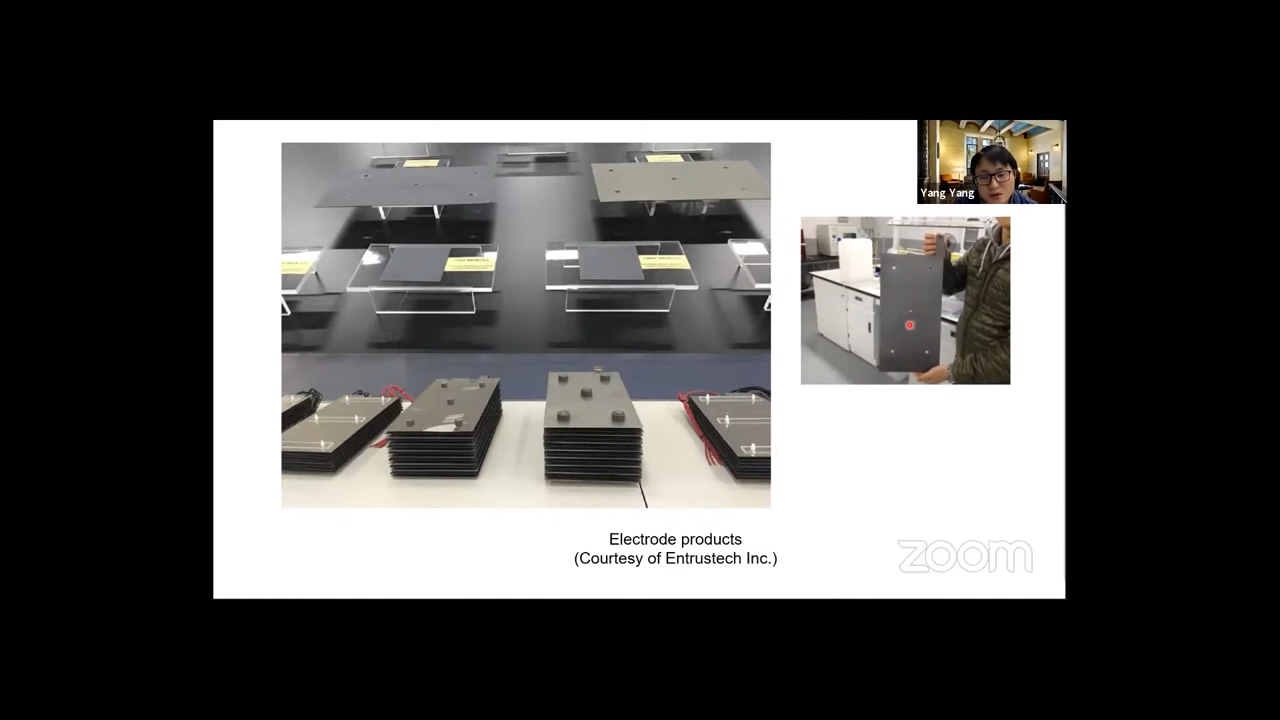 Yang Yang
Electrode products
(Courtesy of Entrustech Inc.)
zoom